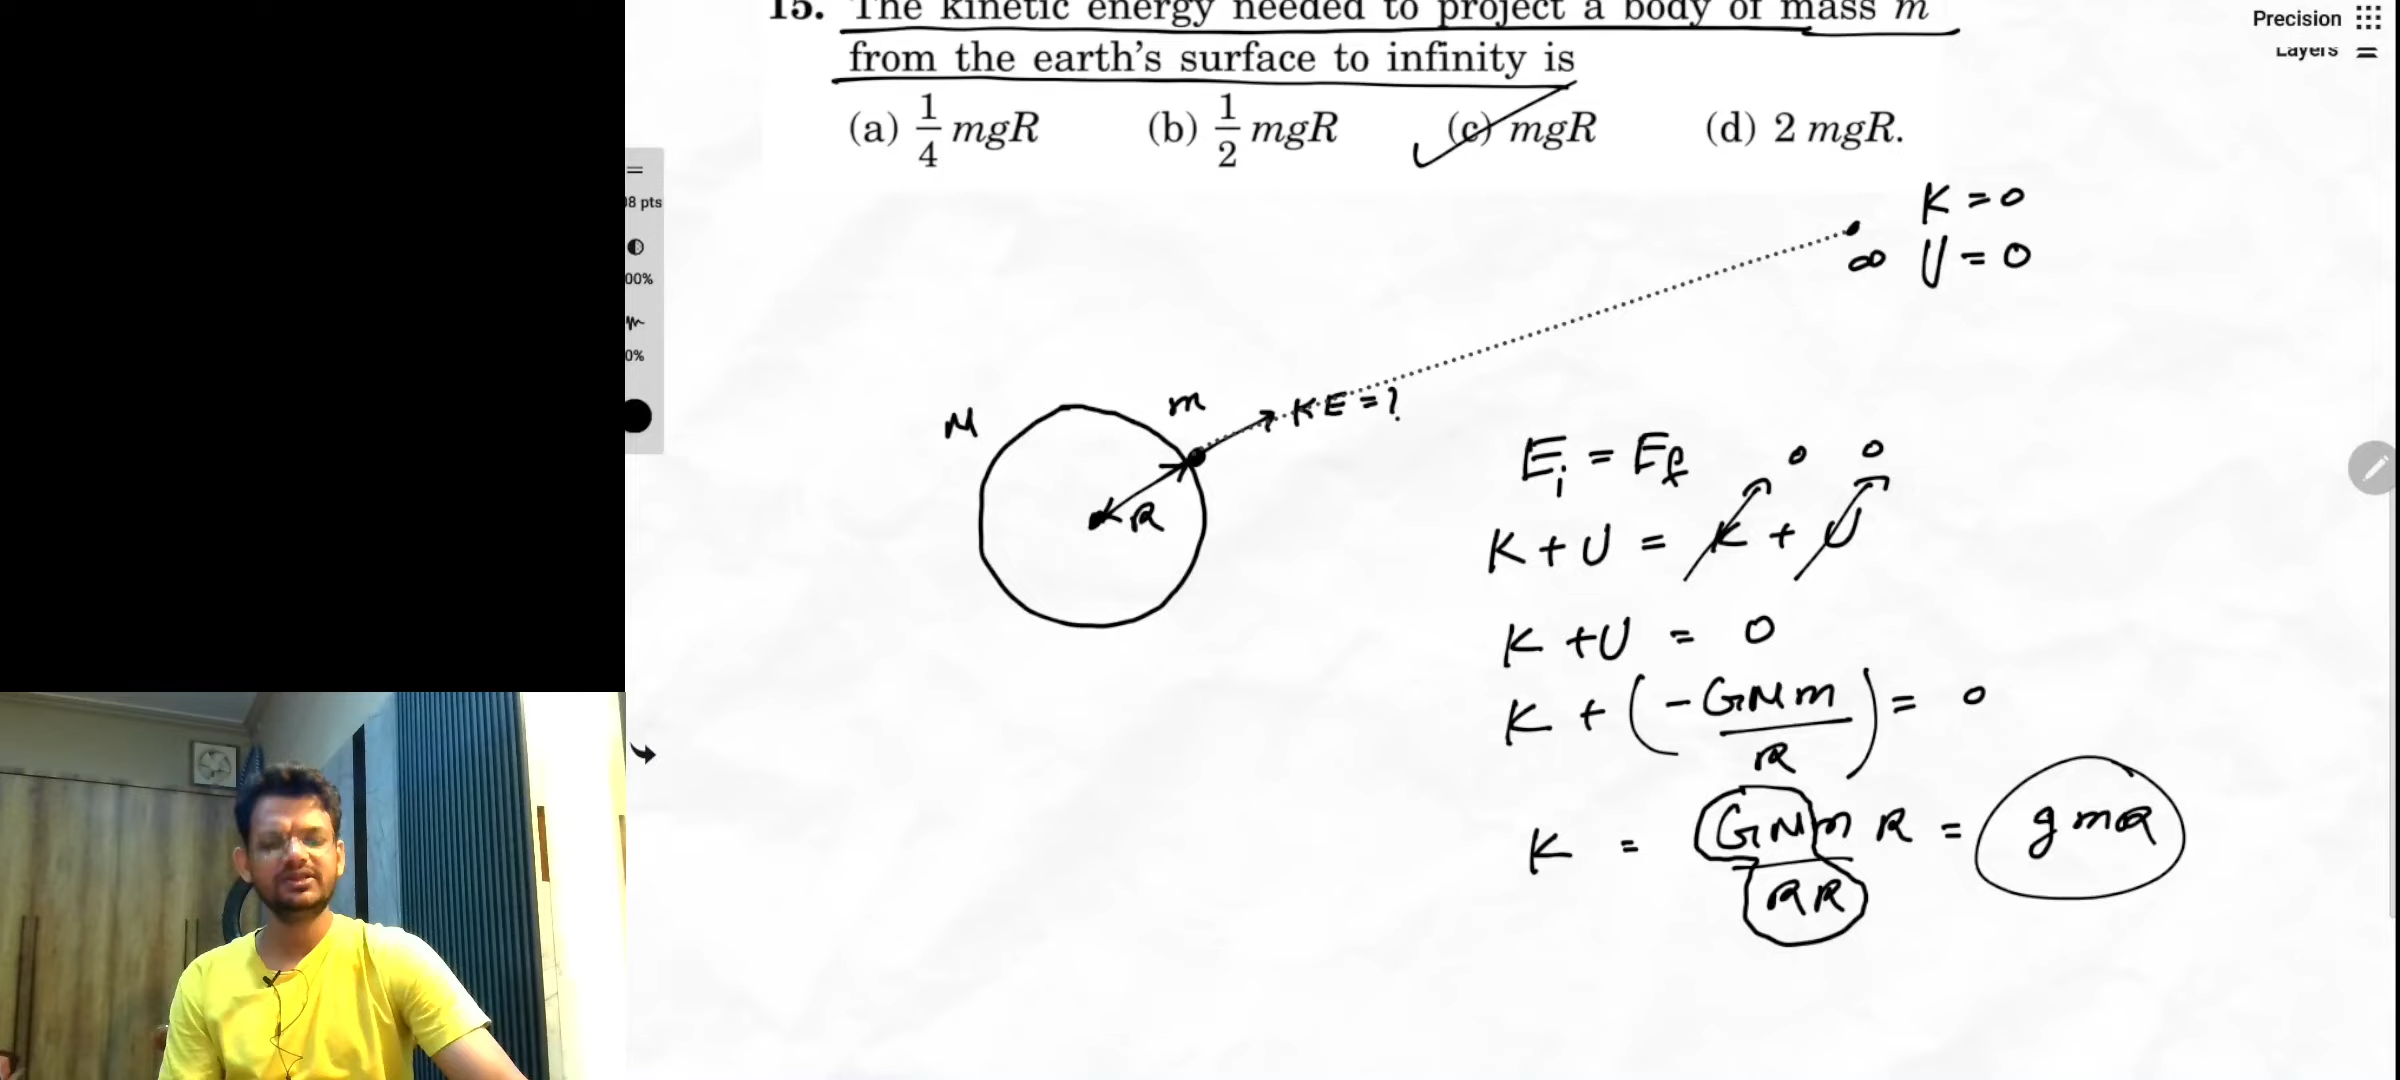 15. The kinetic energy needed to project a body of mass m
from the earth's surface to infinity is
(a) 1/4 mgR (b) 1/2 mgR (c) mgR (d) 2 mgR.
Precision
Layers
8 pts
00%
0%
K = 0
∞ U = 0
M
m
KE = ?
R
Ei = Ef
0 0
K + U = K + U
K + U = 0
K + (-GMm/R) = 0
K = GMm R/RR = gmR